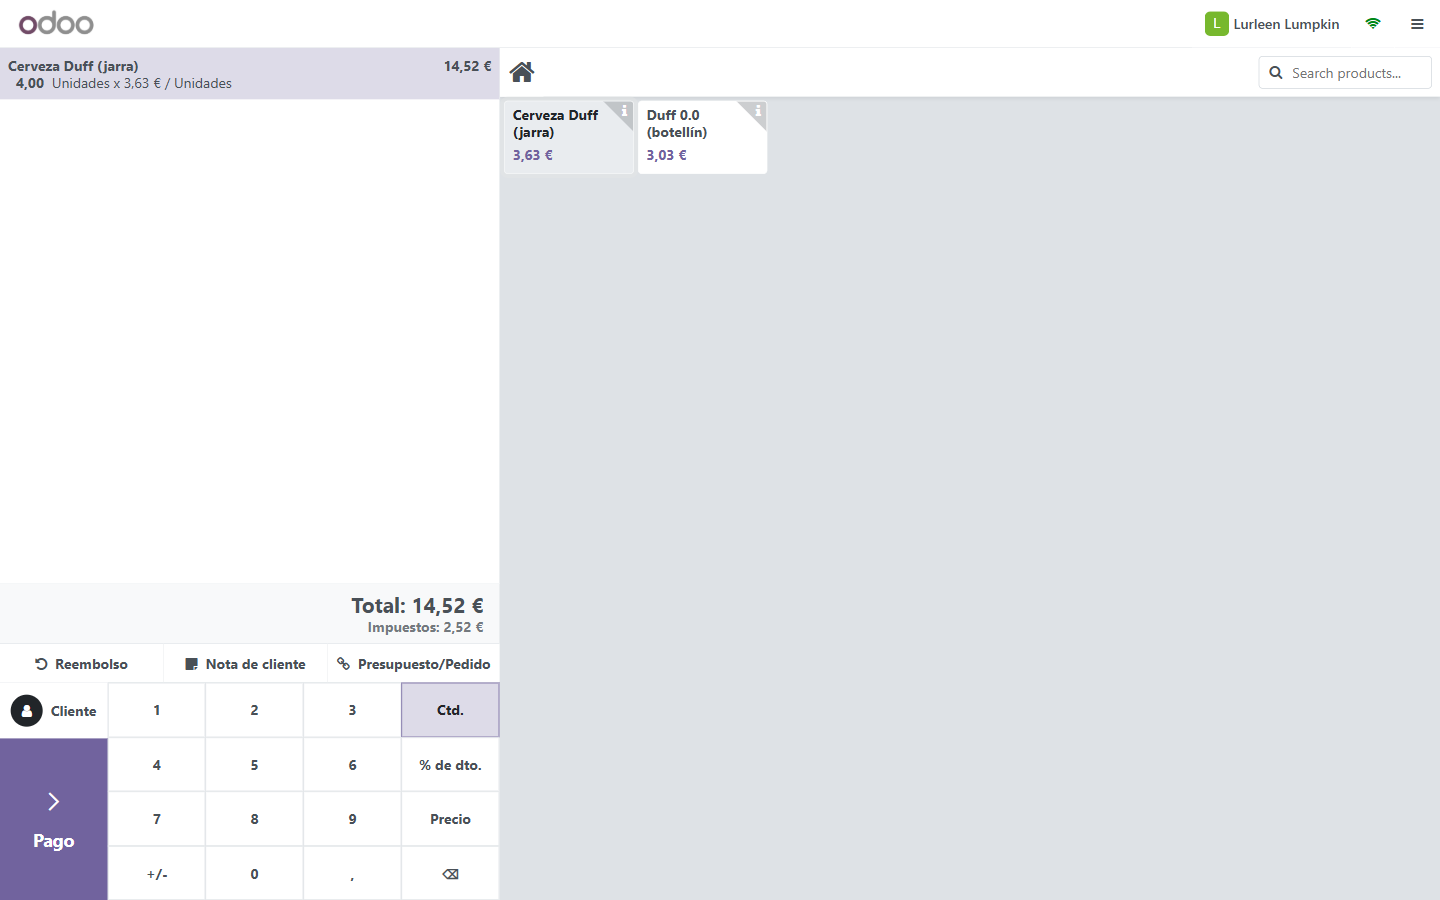 odoo
L Lurleen Lumpkin
Cerveza Duff (jarra) 14,52 €
4,00 Unidades x 3,63 € / Unidades
Search products...
Cerveza Duff
(jarra)
3,63 €
Duff 0.0
(botellín)
3,03 €
Total: 14,52 €
Impuestos: 2,52 €
Reembolso
Nota de cliente
Presupuesto/Pedido
Cliente
1 2 3 Ctd.
4 5 6 % de dto.
7 8 9 Precio
Pago
+/- 0 , ⌫